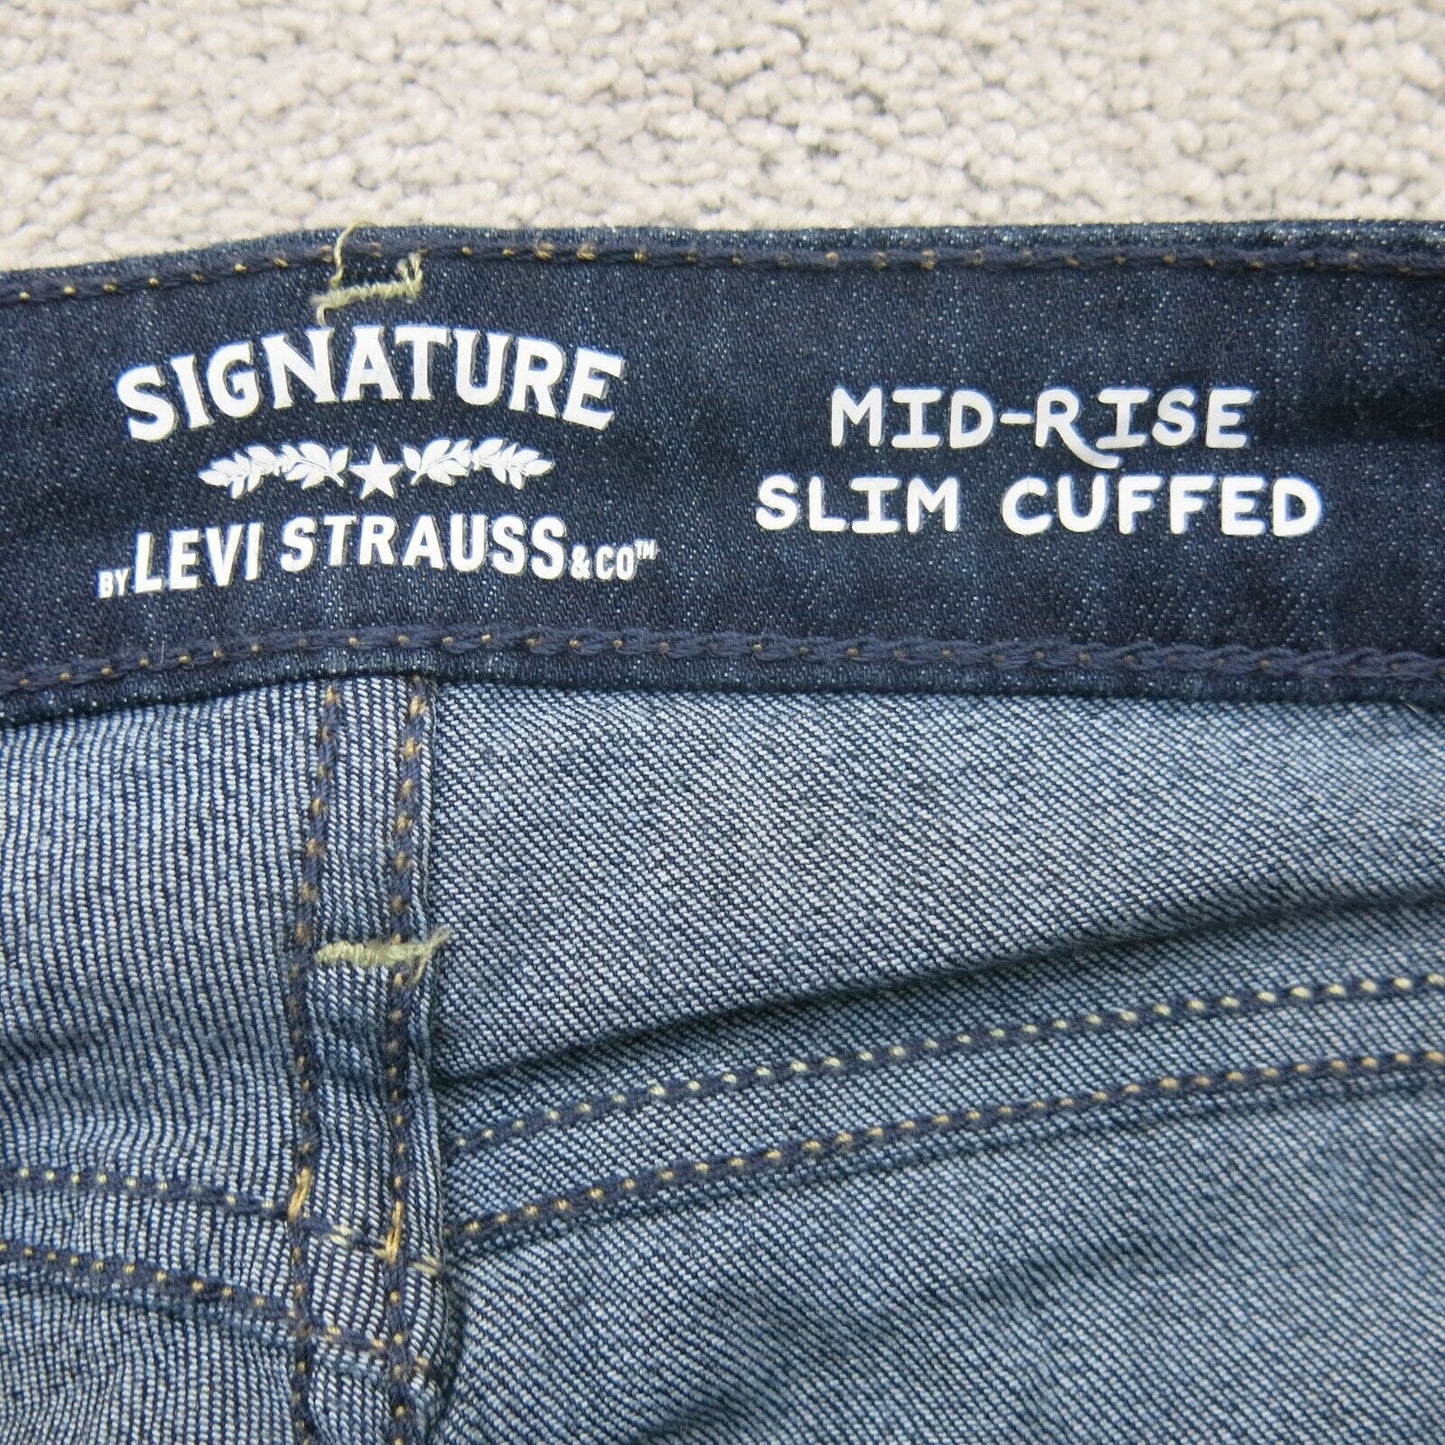 SIGNATURE
BY LEVI STRAUSS & CO™
MID-RISE
SLIM CUFFED